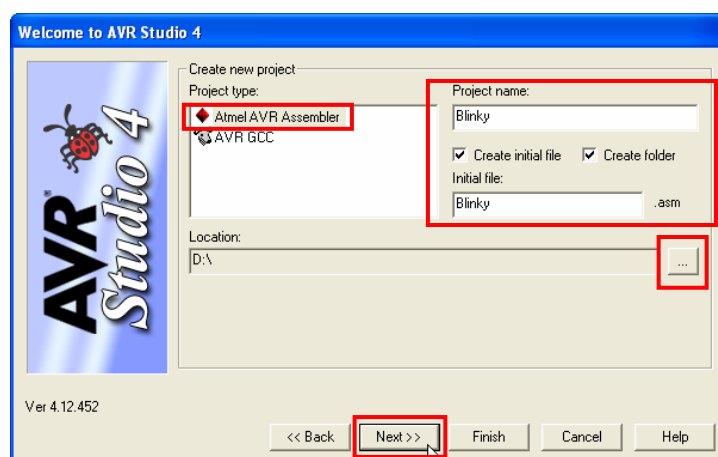 Welcome to AVR Studio 4
AVR® Studio 4
Create new project
Project type:
Atmel AVR Assembler
AVR GCC
Project name:
Blinky
Create initial file Create folder
Initial file:
Blinky .asm
Location:
D:\
...
Ver 4.12.452
<< Back Next >> Finish Cancel Help